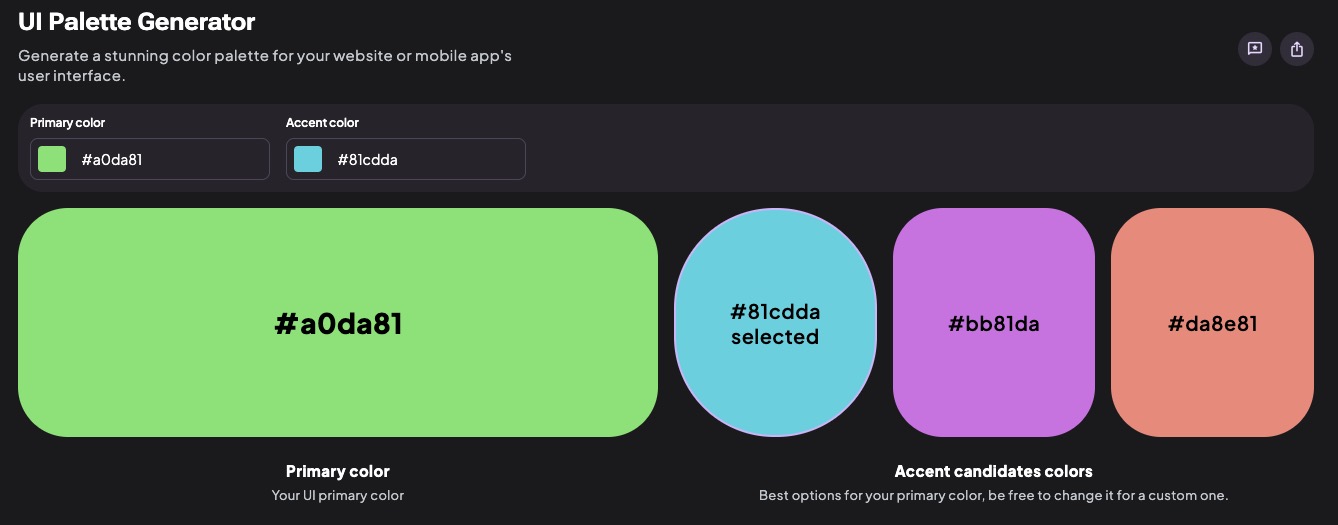 UI Palette Generator
Generate a stunning color palette for your website or mobile app's
user interface.
Primary color
Accent color
#a0da81
#81cdda
#a0da81
#81cdda
selected
#bb81da
#da8e81
Primary color
Your UI primary color
Accent candidates colors
Best options for your primary color, be free to change it for a custom one.